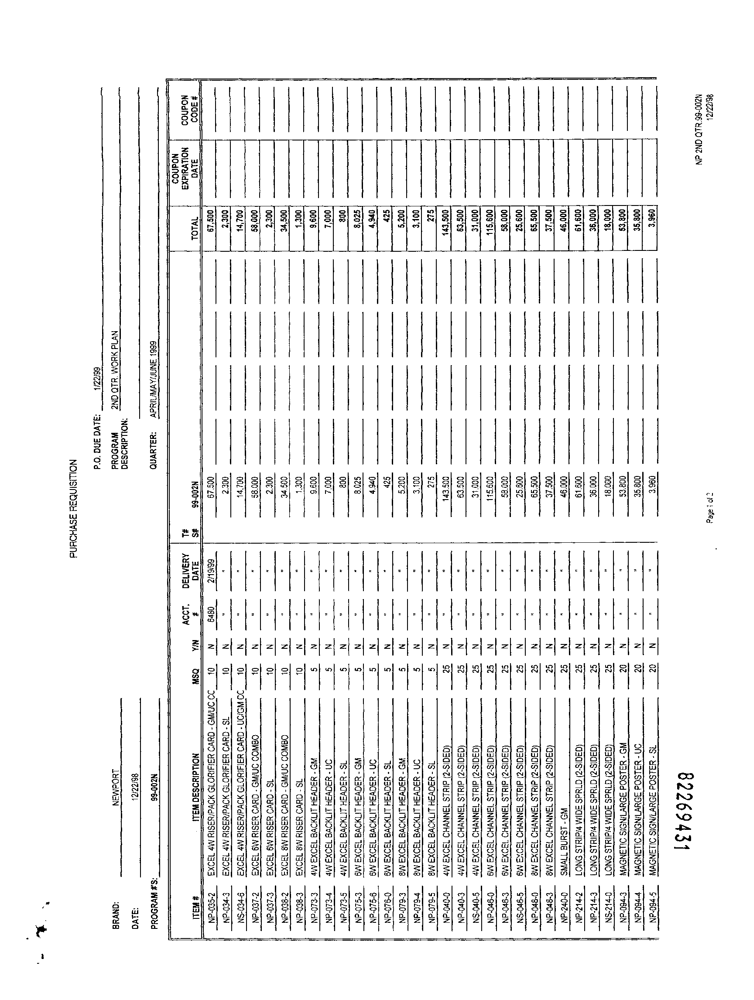 PURCHASE REQUISITION
BRAND: NEWPORT
P.O. DUE DATE: 1/22/99
DATE: 12/22/98
PROGRAM DESCRIPTION: 2ND QTR. WORK PLAN
PROGRAM #'S: 99-002N
QUARTER: APRIL/MAY/JUNE 1999
ITEM # ITEM DESCRIPTION MSQ Y/N ACCT. # DELIVERY DATE T# S# 99-002N TOTAL COUPON EXPIRATION DATE COUPON CODE #
NP-035-2 EXCEL 4W RISER/PACK GLORIFIER CARD - GM/UC CC 10 N 6480 2/19/99 67,500 67,500
NP-034-3 EXCEL 4W RISER/PACK GLORIFIER CARD - SL 10 N " " 2,300 2,300
NS-034-6 EXCEL 4W RISER/PACK GLORIFIER CARD - UC/GM CC 10 N " " 14,700 14,700
NP-037-2 EXCEL 6W RISER CARD - GM/UC COMBO 10 N " " 58,000 58,000
NP-037-3 EXCEL 6W RISER CARD - SL 10 N " " 2,300 2,300
NP-038-2 EXCEL 8W RISER CARD - GM/UC COMBO 10 N " " 34,500 34,500
NP-038-3 EXCEL 8W RISER CARD - SL 10 N " " 1,300 1,300
NP-073-3 4W EXCEL BACKLIT HEADER - GM 5 N " " 9,600 9,600
NP-073-4 4W EXCEL BACKLIT HEADER - UC 5 N " " 7,000 7,000
NP-073-5 4W EXCEL BACKLIT HEADER - SL 5 N " " 800 800
NP-075-3 6W EXCEL BACKLIT HEADER - GM 5 N " " 8,025 8,025
NP-075-6 6W EXCEL BACKLIT HEADER - UC 5 N " " 4,940 4,940
NP-076-0 6W EXCEL BACKLIT HEADER - SL 5 N " " 425 425
NP-079-3 8W EXCEL BACKLIT HEADER - GM 5 N " " 5,200 5,200
NP-079-4 8W EXCEL BACKLIT HEADER - UC 5 N " " 3,100 3,100
NP-079-5 8W EXCEL BACKLIT HEADER - SL 5 N " " 275 275
NP-040-0 4W EXCEL CHANNEL STRIP (2-SIDED) 25 N " " 143,500 143,500
NP-040-3 4W EXCEL CHANNEL STRIP (2-SIDED) 25 N " " 63,500 63,500
NS-040-5 4W EXCEL CHANNEL STRIP (2-SIDED) 25 N " " 31,000 31,000
NP-046-0 6W EXCEL CHANNEL STRIP (2-SIDED) 25 N " " 115,600 115,600
NP-046-3 6W EXCEL CHANNEL STRIP (2-SIDED) 25 N " " 58,000 58,000
NS-046-5 6W EXCEL CHANNEL STRIP (2-SIDED) 25 N " " 25,600 25,600
NP-048-0 8W EXCEL CHANNEL STRIP (2-SIDED) 25 N " " 65,500 65,500
NP-048-3 8W EXCEL CHANNEL STRIP (2-SIDED) 25 N " " 37,500 37,500
NP-240-0 SMALL BURST - GM 25 N " " 46,000 46,000
NP-214-2 LONG STRIP/4 WIDE SPRLD (2-SIDED) 25 N " " 61,600 61,600
NP-214-3 LONG STRIP/4 WIDE SPRLD (2-SIDED) 25 N " " 36,000 36,000
NS-214-0 LONG STRIP/4 WIDE SPRLD (2-SIDED) 25 N " " 18,000 18,000
NP-094-3 MAGNETIC SIGN/LARGE POSTER - GM 20 N " " 53,800 53,800
NP-094-4 MAGNETIC SIGN/LARGE POSTER - UC 20 N " " 35,800 35,800
NP-094-5 MAGNETIC SIGN/LARGE POSTER - SL 20 N " " 3,960 3,960
82269431
Page 1 of 2
NP 2ND QTR.99-002N
12/22/98